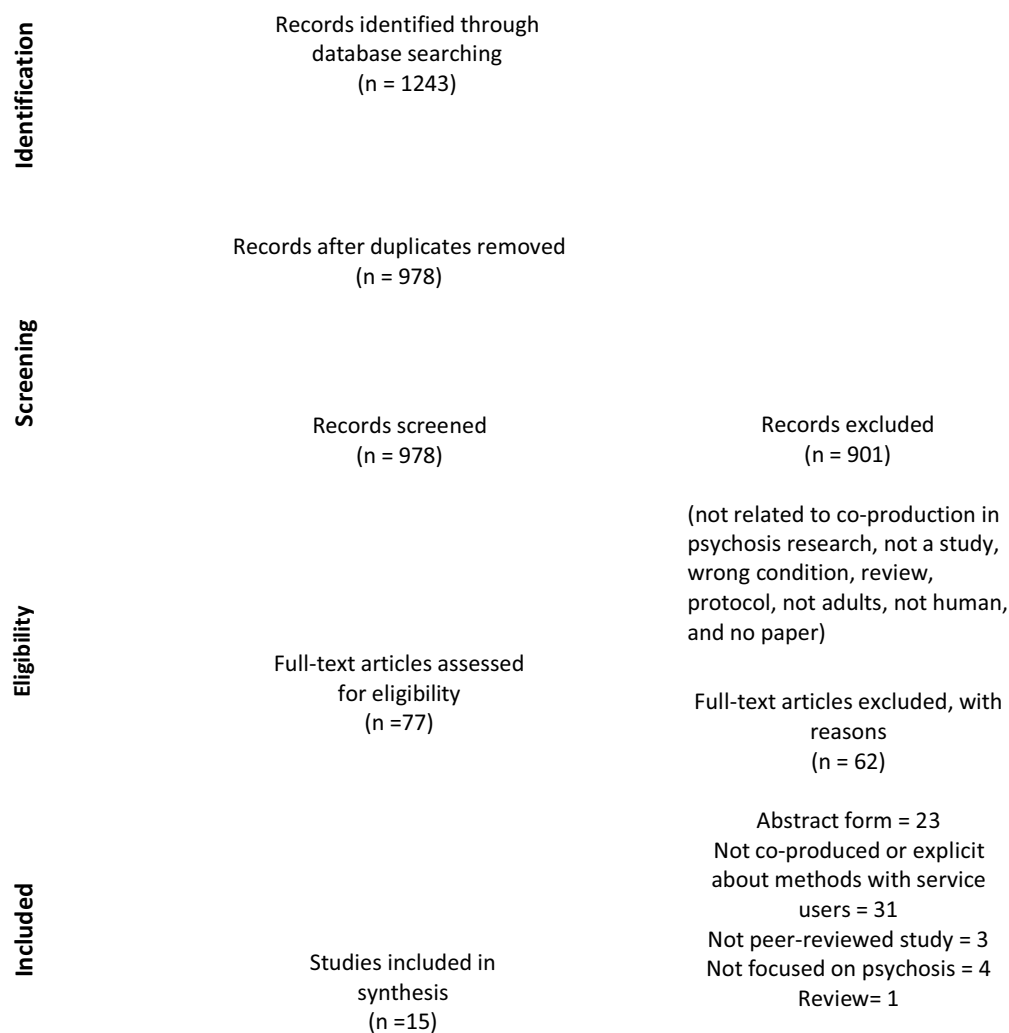 Identification
Records identified through
database searching
(n = 1243)
Records after duplicates removed
(n = 978)
Screening
Records screened
(n = 978)
Records excluded
(n = 901)
(not related to co-production in
psychosis research, not a study,
wrong condition, review,
protocol, not adults, not human,
and no paper)
Eligibility
Full-text articles assessed
for eligibility
(n =77)
Full-text articles excluded, with
reasons
(n = 62)
Abstract form = 23
Not co-produced or explicit
about methods with service
users = 31
Not peer-reviewed study = 3
Not focused on psychosis = 4
Review= 1
Included
Studies included in
synthesis
(n =15)